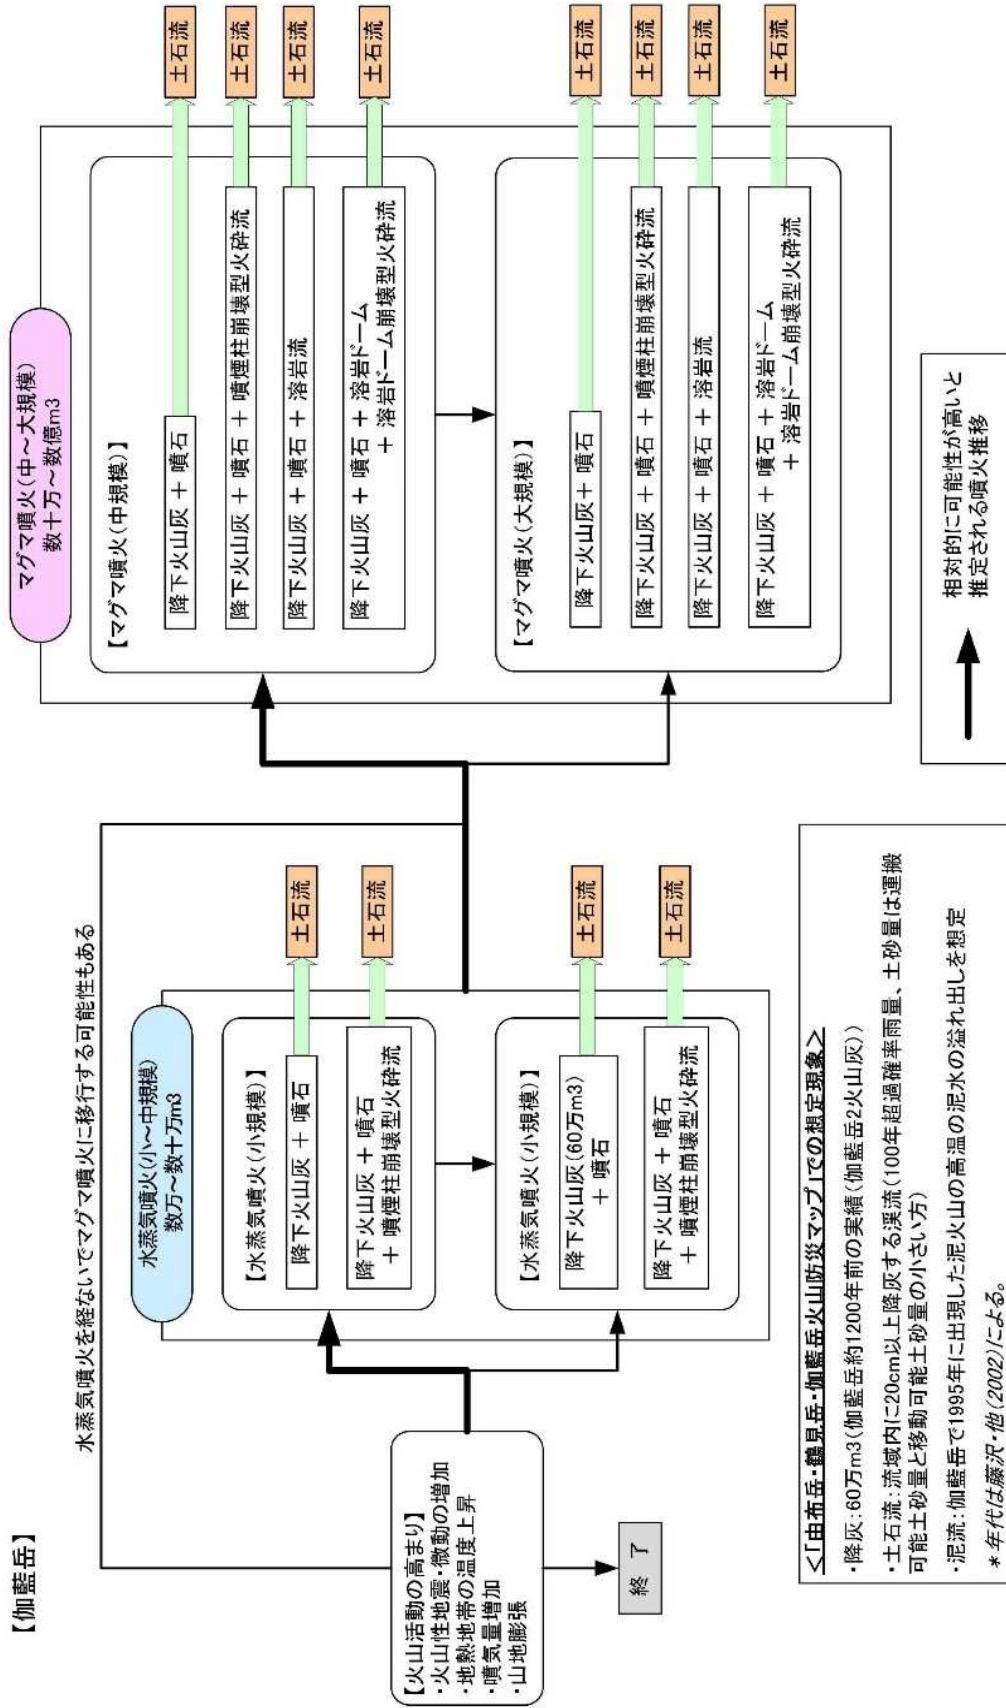 【伽藍岳】
水蒸気噴火を経ないでマグマ噴火に移行する可能性もある
【火山活動の高まり】
・火山性地震・微動の増加
・地熱地帯の温度上昇
・噴気量増加
・山地膨張
終 了
水蒸気噴火(小~中規模)
数万~数十万m3
【水蒸気噴火(小規模)】
降下火山灰 + 噴石
土石流
降下火山灰 + 噴石
+ 噴煙柱崩壊型火砕流
土石流
【水蒸気噴火(小規模)】
降下火山灰(60万m3)
+ 噴石
土石流
降下火山灰 + 噴石
+ 噴煙柱崩壊型火砕流
土石流
マグマ噴火(中~大規模)
数十万~数億m3
【マグマ噴火(中規模)】
降下火山灰 + 噴石
土石流
降下火山灰 + 噴石 + 噴煙柱崩壊型火砕流
土石流
降下火山灰 + 噴石 + 溶岩流
土石流
降下火山灰 + 噴石 + 溶岩ドーム
+ 溶岩ドーム崩壊型火砕流
土石流
【マグマ噴火(大規模)】
降下火山灰+ 噴石
土石流
降下火山灰 + 噴石 + 噴煙柱崩壊型火砕流
土石流
降下火山灰 + 噴石 + 溶岩流
土石流
降下火山灰 + 噴石 + 溶岩ドーム
+ 溶岩ドーム崩壊型火砕流
土石流
<「由布岳・鶴見岳・伽藍岳火山防災マップ」での想定現象>
・降灰:60万m3(伽藍岳約1200年前の実績(伽藍岳2火山灰))
・土石流:流域内に20cm以上降灰する渓流(100年超過確率雨量、土砂量は運搬
可能土砂量と移動可能土砂量の小さい方)
・泥流:伽藍岳で1995年に出現した泥火山の高温の泥水の溢れ出しを想定
*年代は藤沢・他(2002)による。
相対的に可能性が高いと
推定される噴火推移